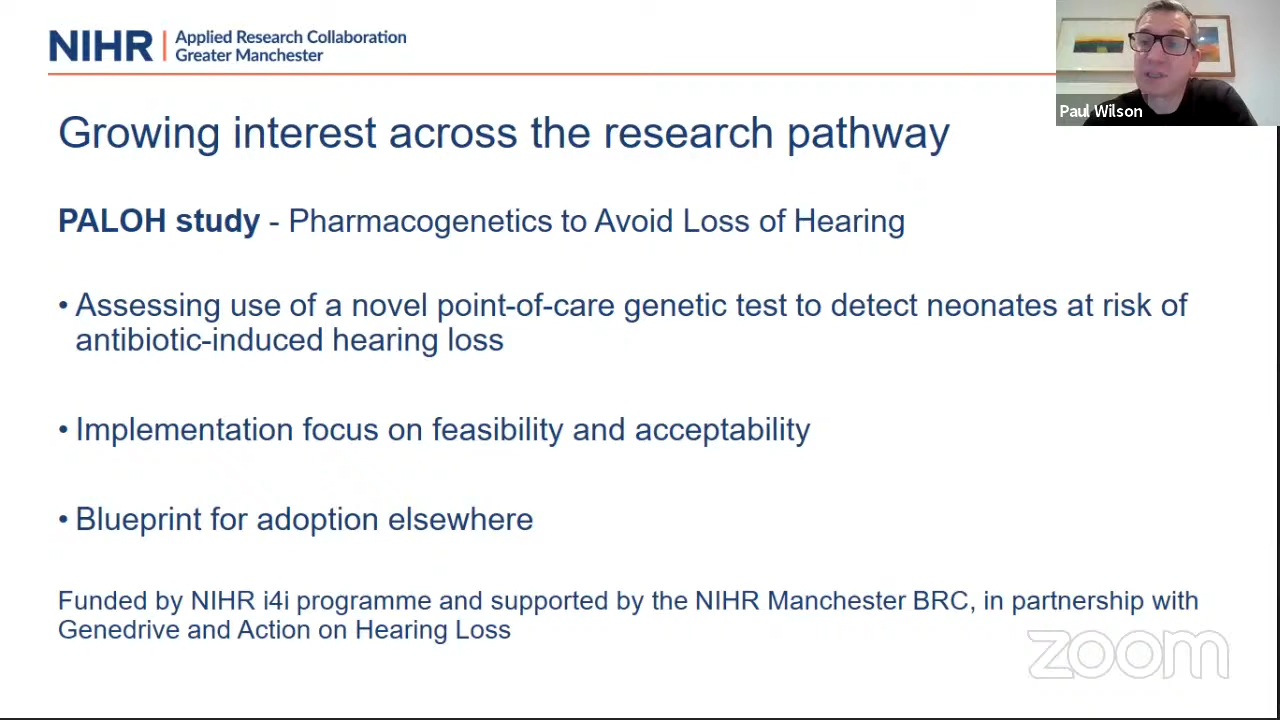 NIHR | Applied Research Collaboration
Greater Manchester
Paul Wilson
Growing interest across the research pathway
PALOH study - Pharmacogenetics to Avoid Loss of Hearing
• Assessing use of a novel point-of-care genetic test to detect neonates at risk of
antibiotic-induced hearing loss
• Implementation focus on feasibility and acceptability
• Blueprint for adoption elsewhere
Funded by NIHR i4i programme and supported by the NIHR Manchester BRC, in partnership with
Genedrive and Action on Hearing Loss
zoom